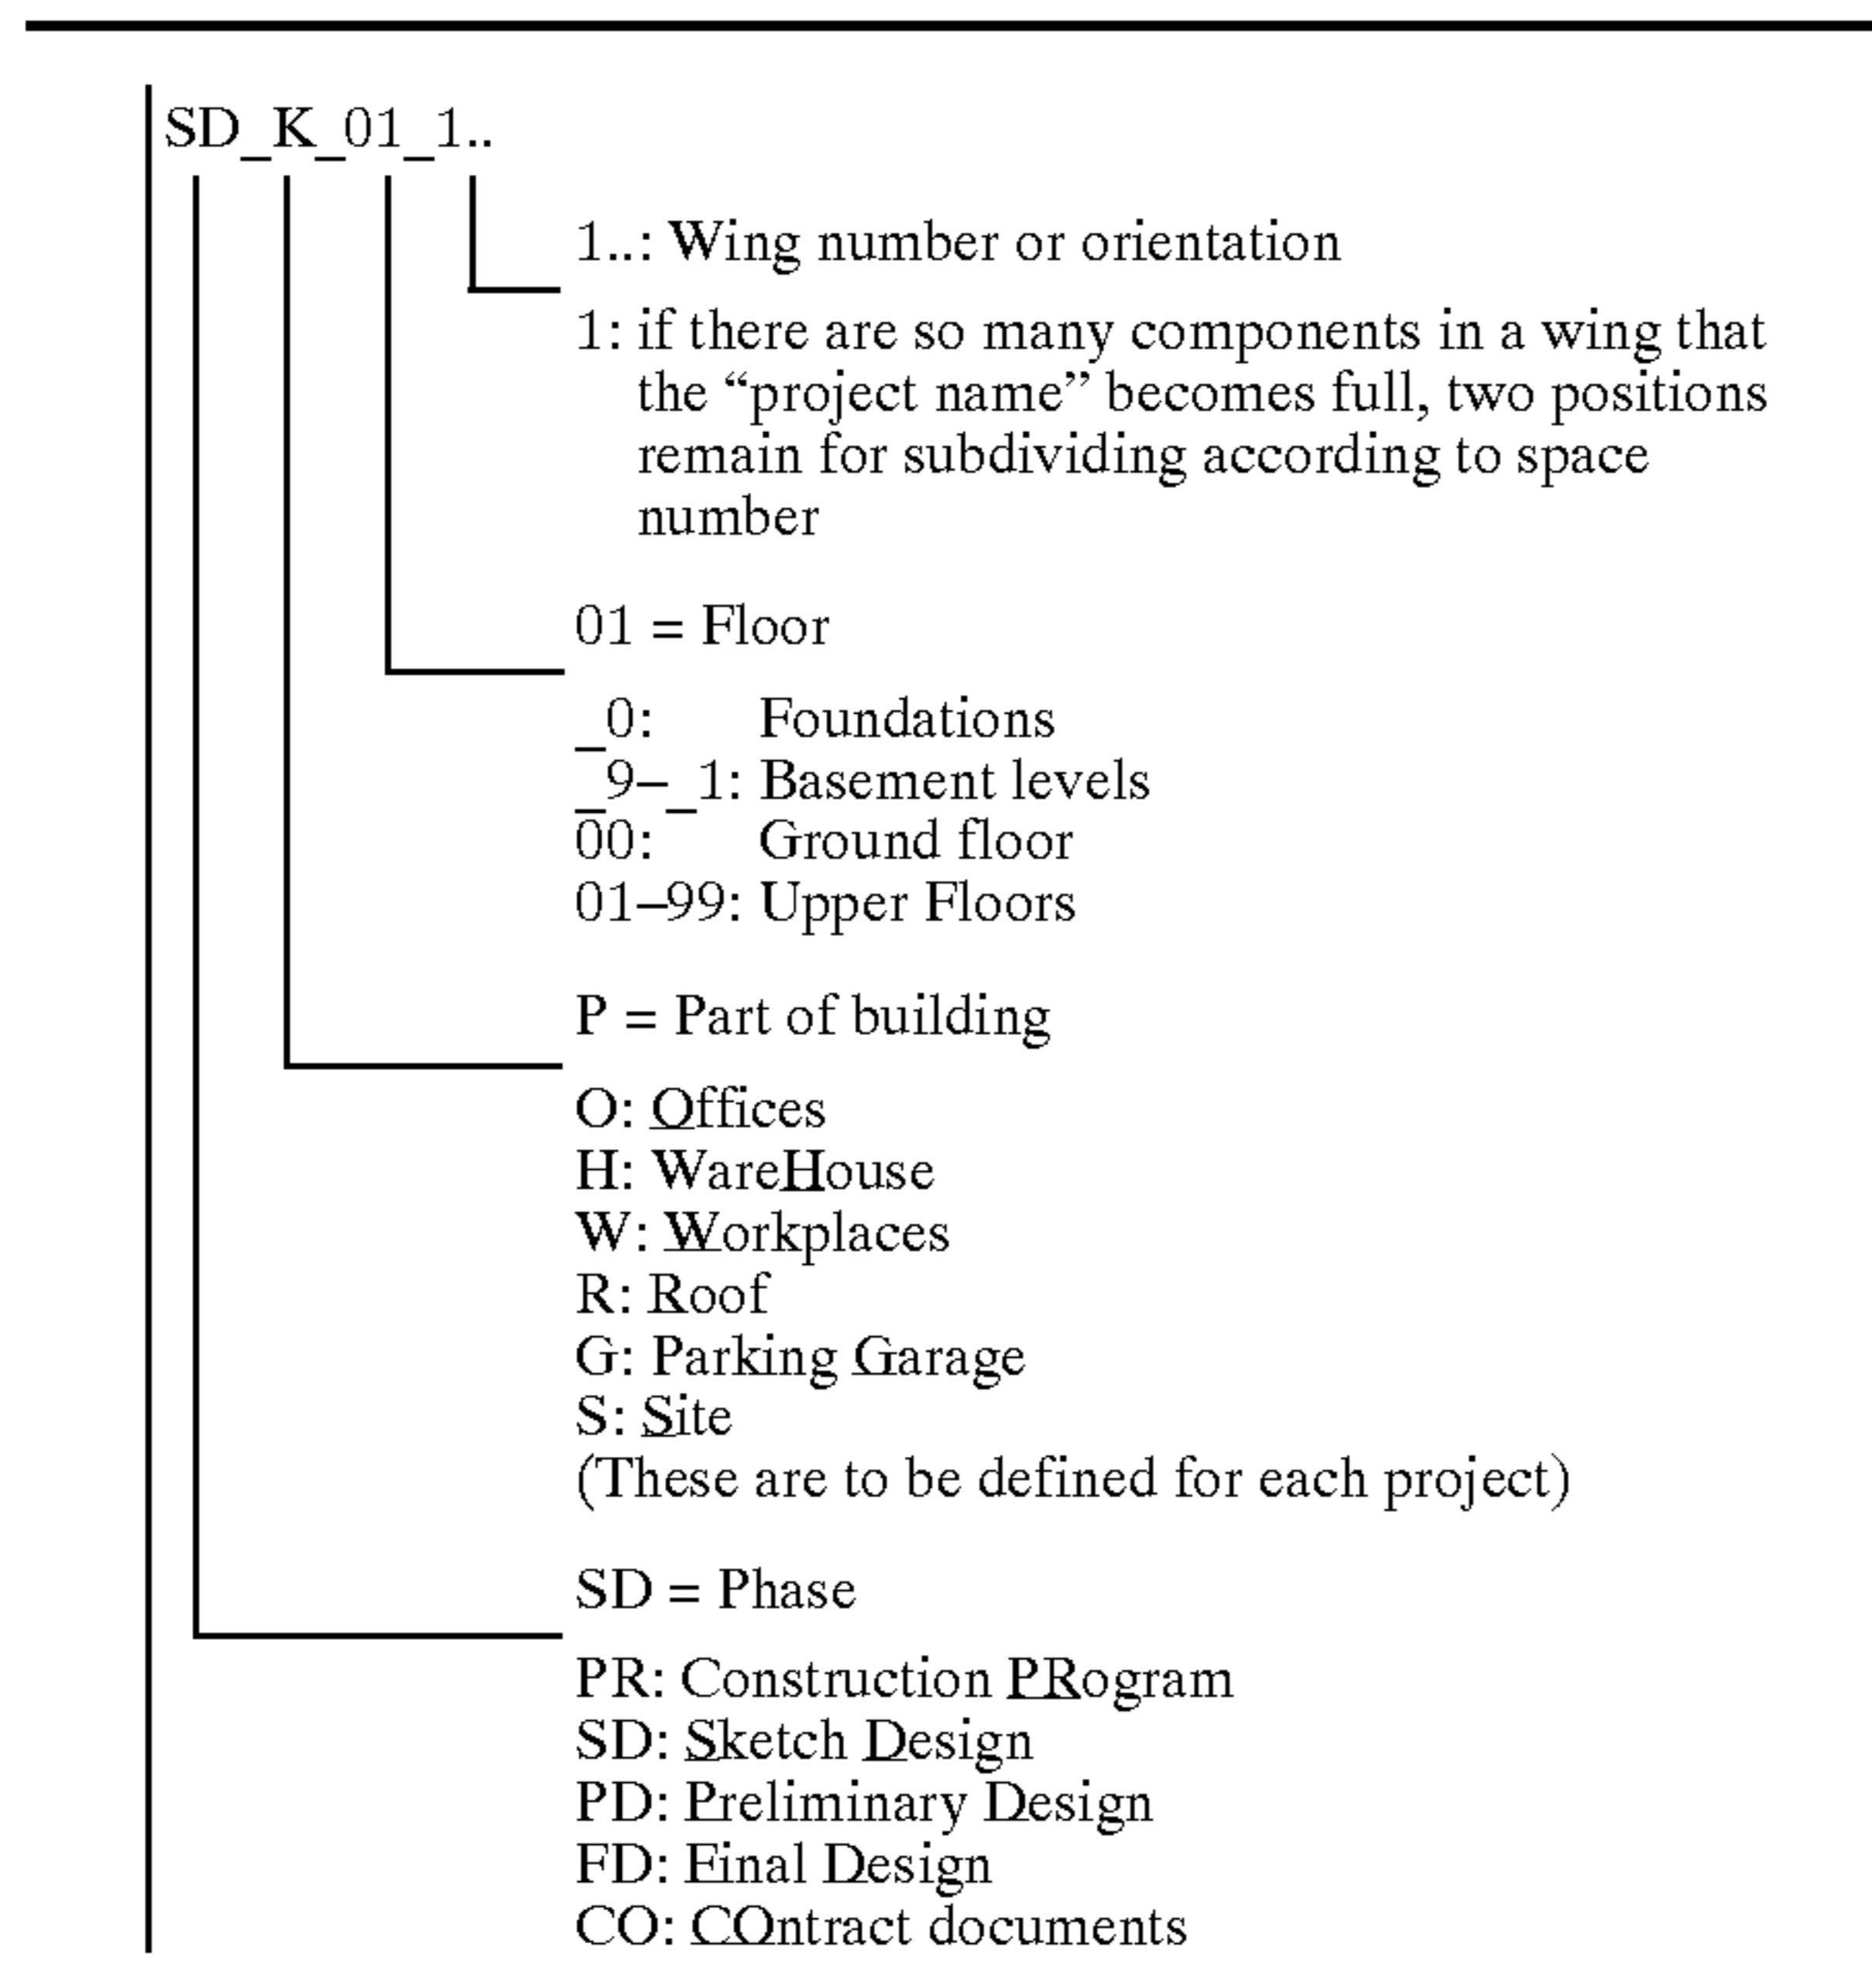 SD_K_01_1..
1..: Wing number or orientation
1: if there are so many components in a wing that
the “project name” becomes full, two positions
remain for subdividing according to space
number
01 = Floor
_0: Foundations
_9–_1: Basement levels
00: Ground floor
01–99: Upper Floors
P = Part of building
O: Offices
H: WareHouse
W: Workplaces
R: Roof
G: Parking Garage
S: Site
(These are to be defined for each project)
SD = Phase
PR: Construction PRogram
SD: Sketch Design
PD: Preliminary Design
FD: Final Design
CO: COntract documents